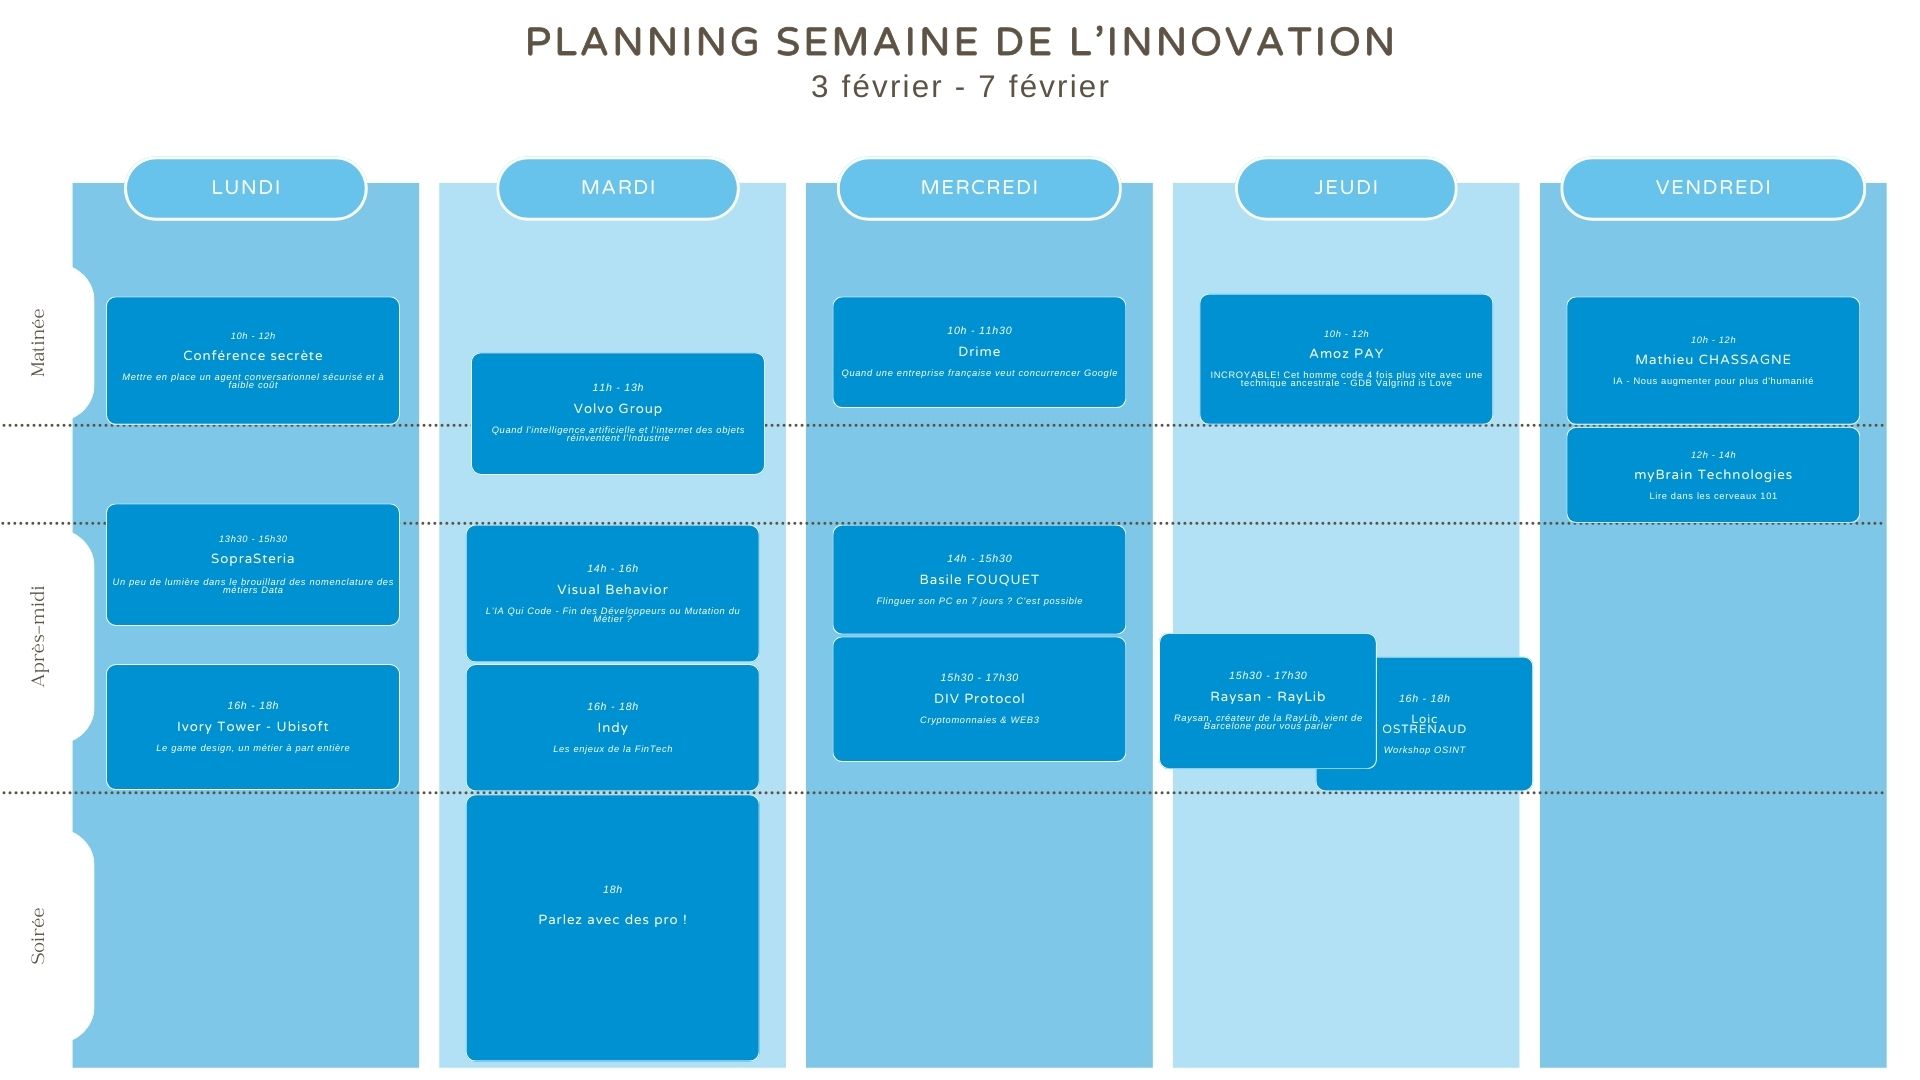 PLANNING SEMAINE DE L'INNOVATION
3 février - 7 février
LUNDI
MARDI
MERCREDI
JEUDI
VENDREDI
Matinée
Après-midi
Soirée
10h - 12h
Conférence secrète
Mettre en place un agent conversationnel sécurisé et à
faible coût
13h30 - 15h30
SopraSteria
Un peu de lumière dans le brouillard des nomenclature des
métiers Data
16h - 18h
Ivory Tower - Ubisoft
Le game design, un métier à part entière
11h - 13h
Volvo Group
Quand l'intelligence artificielle et l'internet des objets
réinventent l'Industrie
14h - 16h
Visual Behavior
L'IA Qui Code - Fin des Développeurs ou Mutation du
Métier ?
16h - 18h
Indy
Les enjeux de la FinTech
18h
Parlez avec des pro !
10h - 11h30
Drime
Quand une entreprise française veut concurrencer Google
14h - 15h30
Basile FOUQUET
Flinguer son PC en 7 jours ? C'est possible
15h30 - 17h30
DIV Protocol
Cryptomonnaies & WEB3
10h - 12h
Amoz PAY
INCROYABLE! Cet homme code 4 fois plus vite avec une
technique ancestrale - GDB Valgrind is Love
15h30 - 17h30
Raysan - RayLib
Raysan, créateur de la RayLib, vient de
Barcelone pour vous parler
16h - 18h
Loic
OSTRENAUD
Workshop OSINT
10h - 12h
Mathieu CHASSAGNE
IA - Nous augmenter pour plus d'humanité
12h - 14h
myBrain Technologies
Lire dans les cerveaux 101